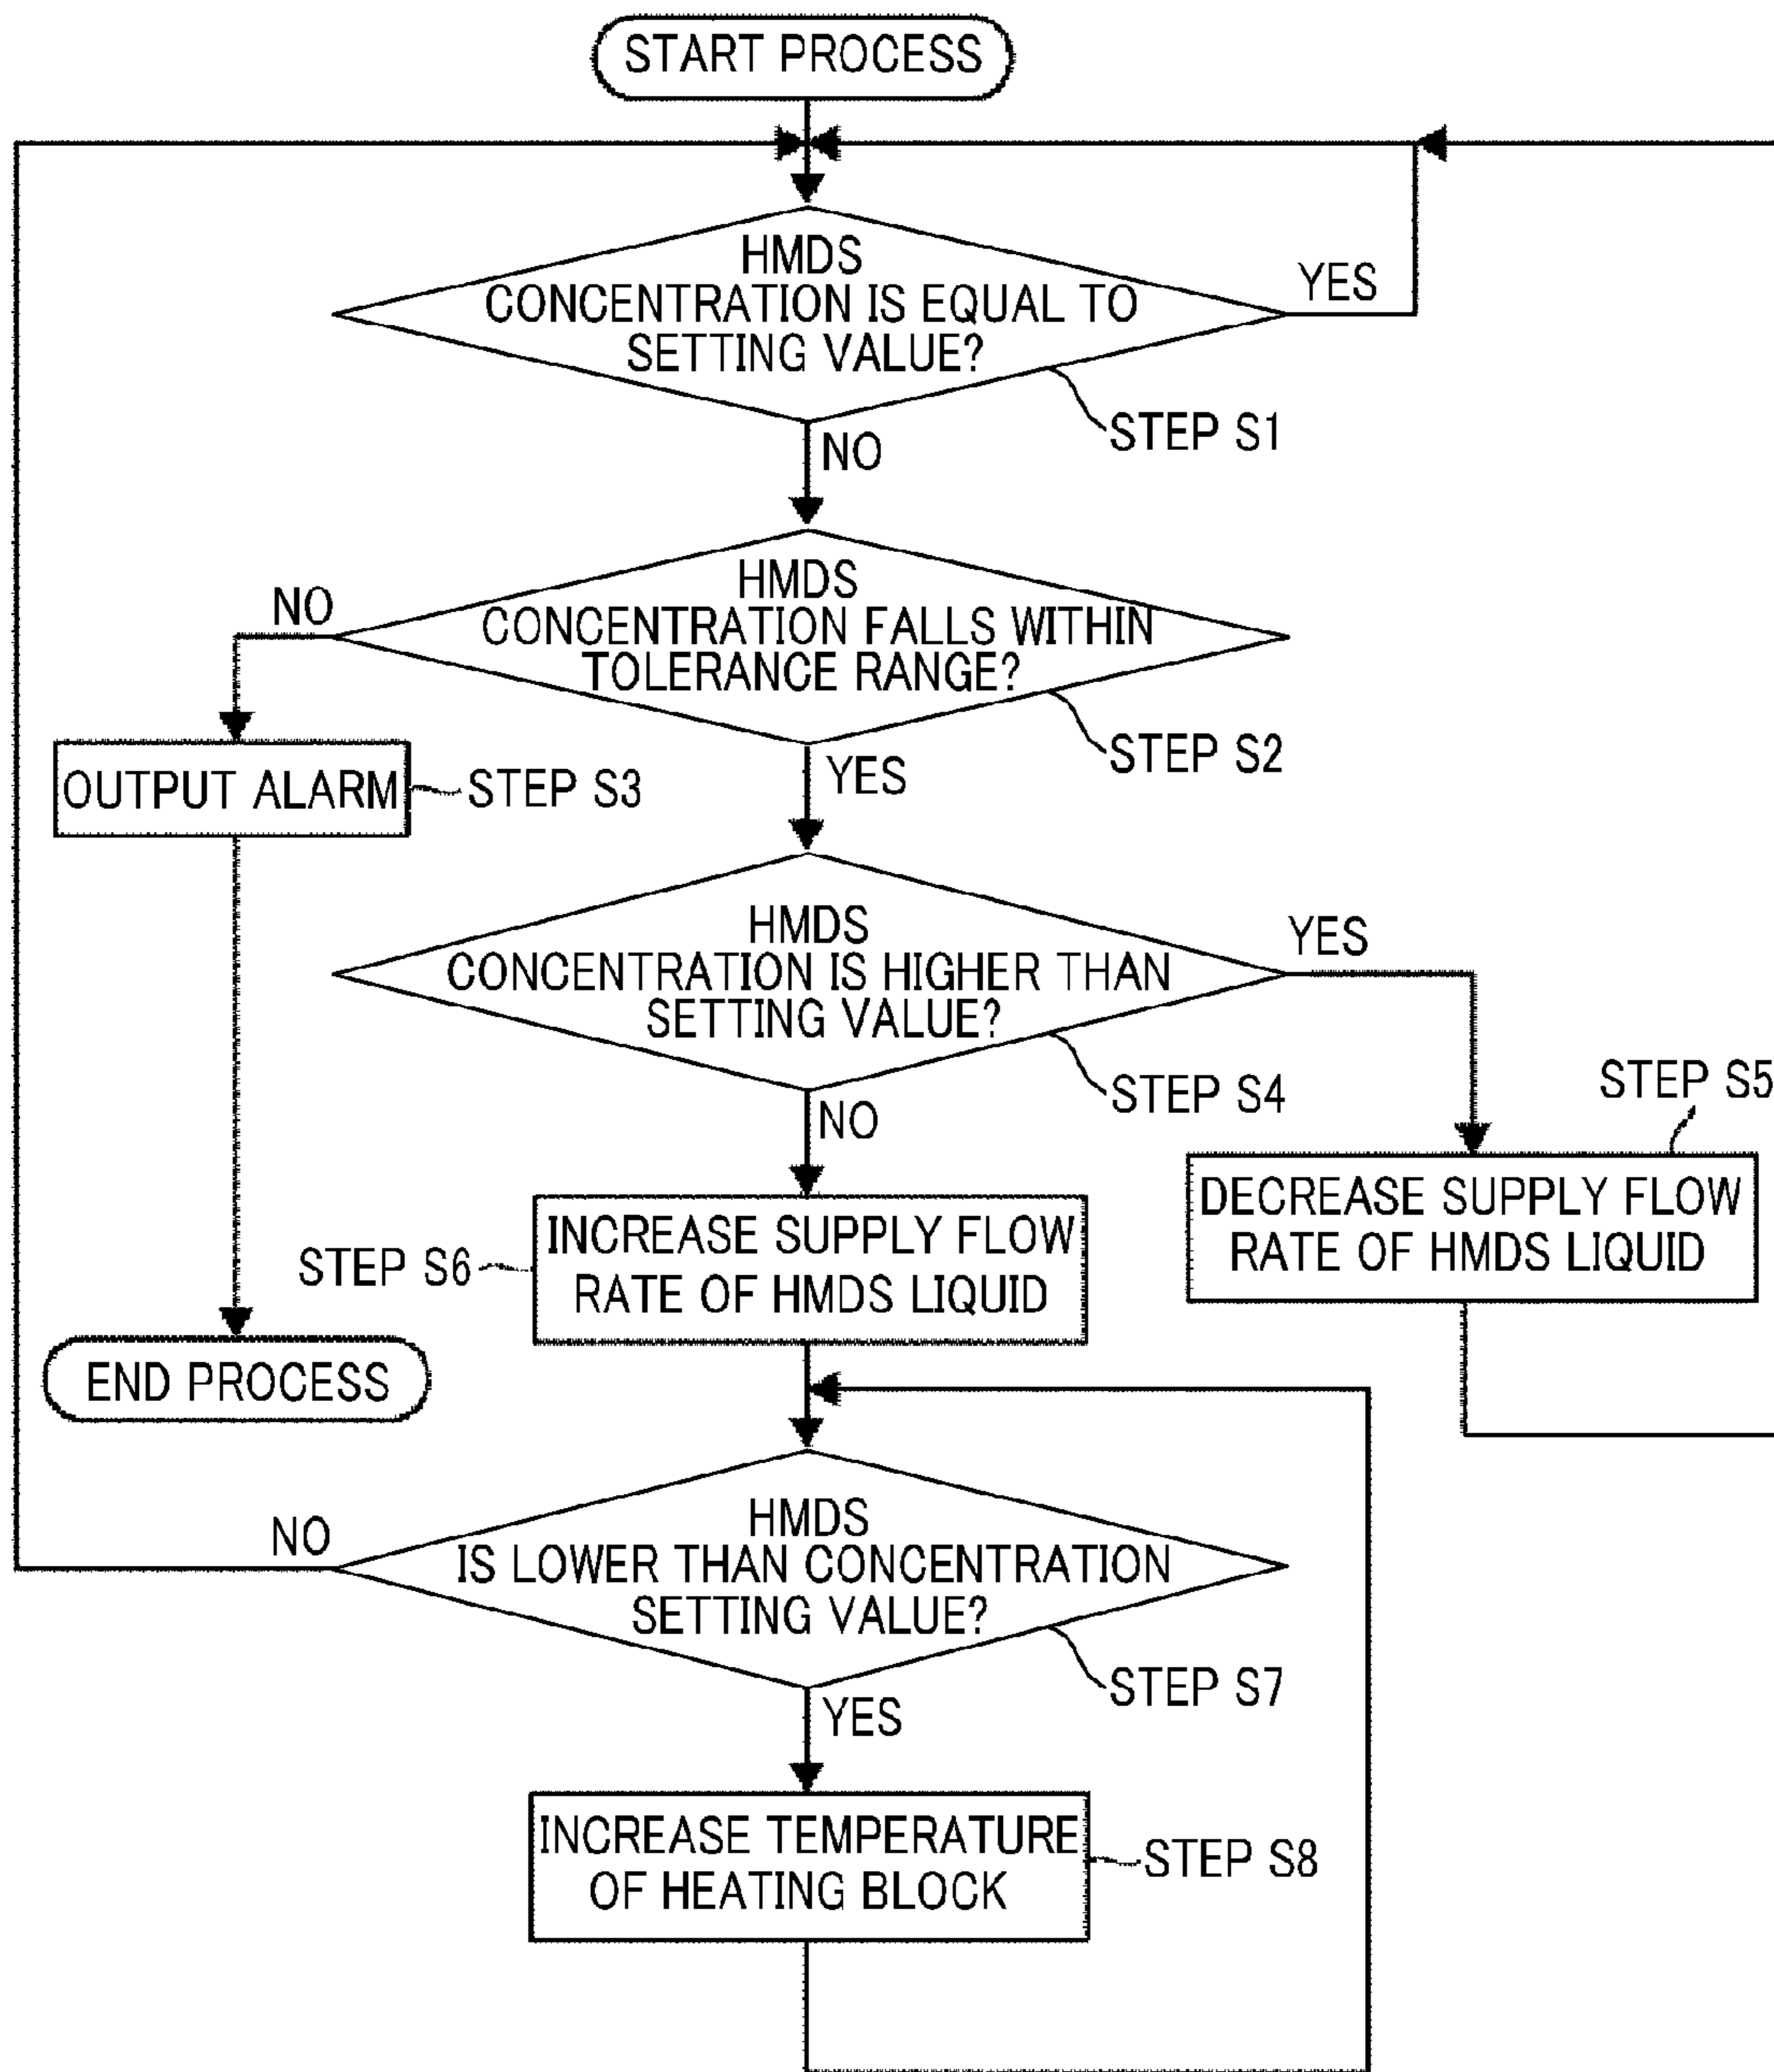 START PROCESS
HMDS
CONCENTRATION IS EQUAL TO
SETTING VALUE?
YES
STEP S1
NO
HMDS
CONCENTRATION FALLS WITHIN
TOLERANCE RANGE?
NO
STEP S2
YES
OUTPUT ALARM
STEP S3
HMDS
CONCENTRATION IS HIGHER THAN
SETTING VALUE?
YES
STEP S4
NO
STEP S5
DECREASE SUPPLY FLOW
RATE OF HMDS LIQUID
STEP S6
INCREASE SUPPLY FLOW
RATE OF HMDS LIQUID
END PROCESS
HMDS
IS LOWER THAN CONCENTRATION
SETTING VALUE?
NO
STEP S7
YES
INCREASE TEMPERATURE
OF HEATING BLOCK
STEP S8